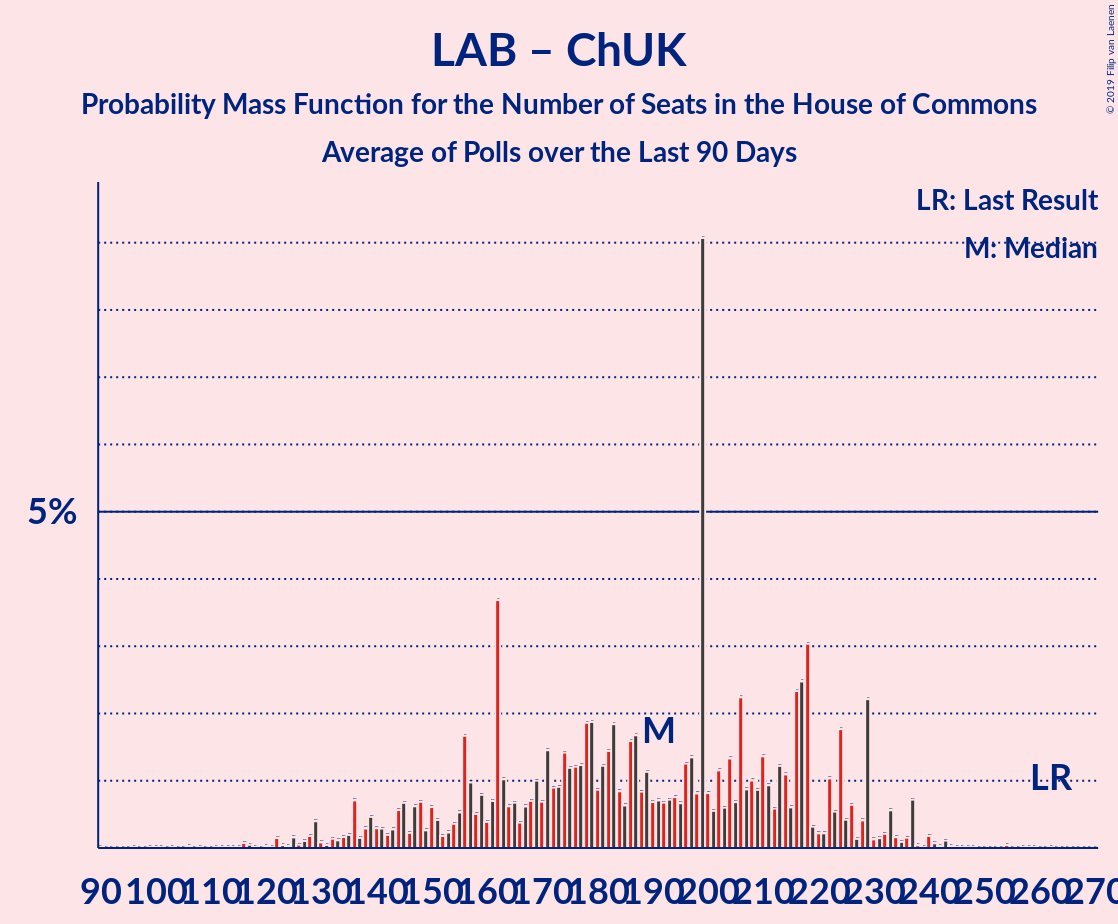 LAB – ChUK
Probability Mass Function for the Number of Seats in the House of Commons
Average of Polls over the Last 90 Days
© 2019 Filip van Laenen
LR: Last Result
M: Median
5%
M
LR
90 100 110 120 130 140 150 160 170 180 190 200 210 220 230 240 250 260 270